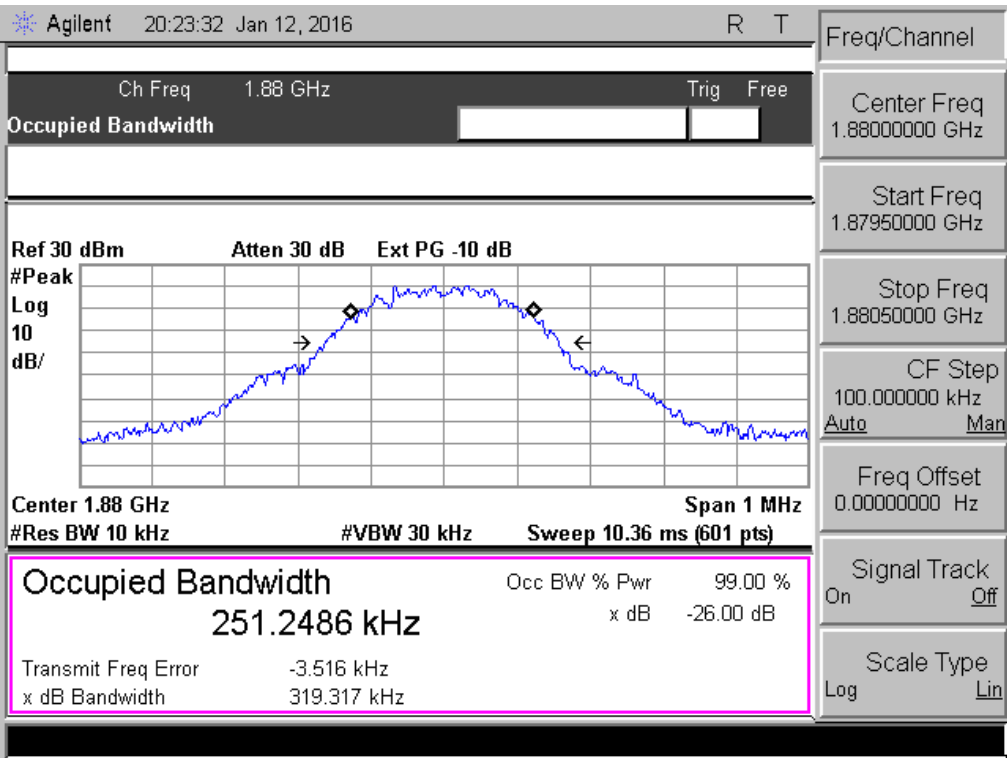 Agilent 20:23:32 Jan 12, 2016 R T
Ch Freq 1.88 GHz Trig Free
Occupied Bandwidth
Ref 30 dBm Atten 30 dB Ext PG -10 dB
#Peak
Log
10
dB/
Center 1.88 GHz Span 1 MHz
#Res BW 10 kHz #VBW 30 kHz Sweep 10.36 ms (601 pts)
Occupied Bandwidth Occ BW % Pwr 99.00 %
251.2486 kHz x dB -26.00 dB
Transmit Freq Error -3.516 kHz
x dB Bandwidth 319.317 kHz
Freq/Channel
Center Freq
1.88000000 GHz
Start Freq
1.87950000 GHz
Stop Freq
1.88050000 GHz
CF Step
100.000000 kHz
Auto Man
Freq Offset
0.00000000 Hz
Signal Track
On Off
Scale Type
Log Lin